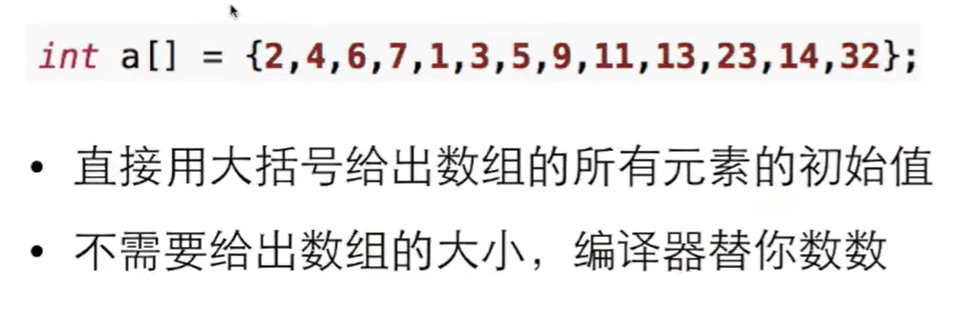 int a[] = {2,4,6,7,1,3,5,9,11,13,23,14,32};
• 直接用大括号给出数组的所有元素的初始值
• 不需要给出数组的大小，编译器替你数数